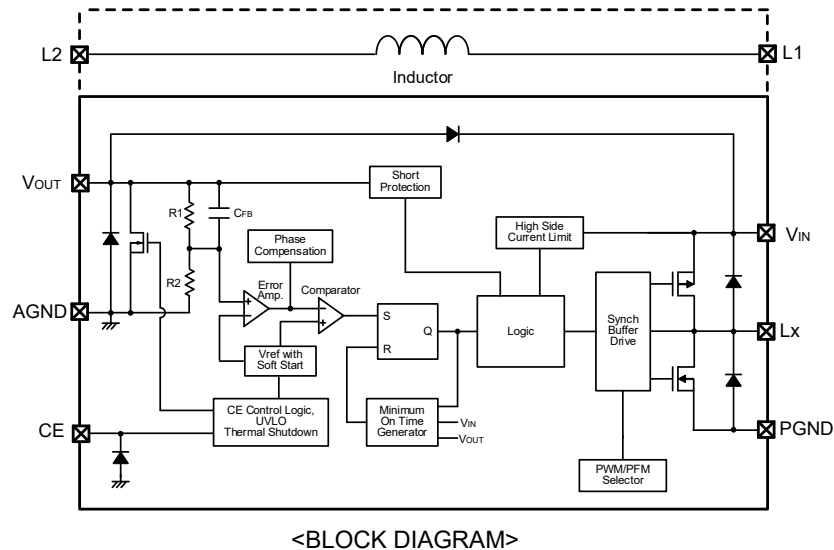 L2
L1
Inductor
VOUT
Short
Protection
R1
CFB
High Side
Current Limit
VIN
Phase
Compensation
R2
Error
Amp.
Comparator
+
−
−
+
AGND
S
Q
R
Logic
Synch
Buffer
Drive
Lx
Vref with
Soft Start
CE Control Logic,
UVLO
Thermal Shutdown
Minimum
On Time
Generator
VIN
VOUT
CE
PGND
PWM/PFM
Selector
<BLOCK DIAGRAM>